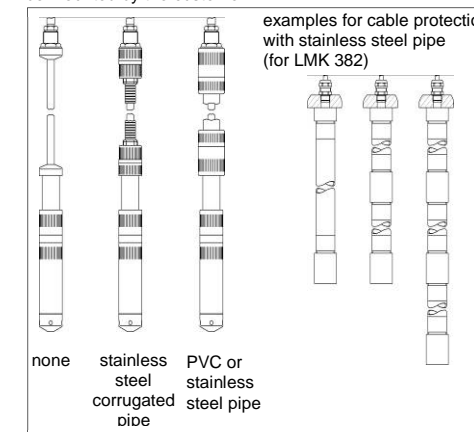 examples for cable protectio
with stainless steel pipe
(for LMK 382)
none
stainless
steel
corrugated
pipe
PVC or
stainless
steel pipe